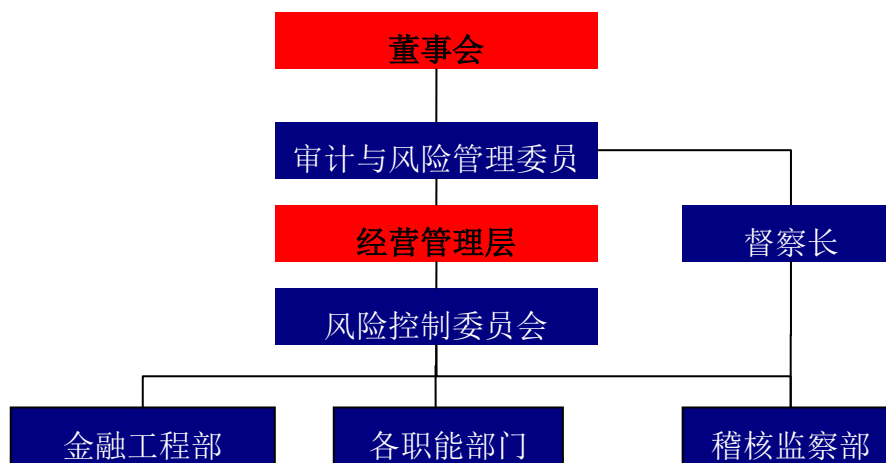 董事会
审计与风险管理委员
经营管理层
督察长
风险控制委员会
金融工程部
各职能部门
稽核监察部